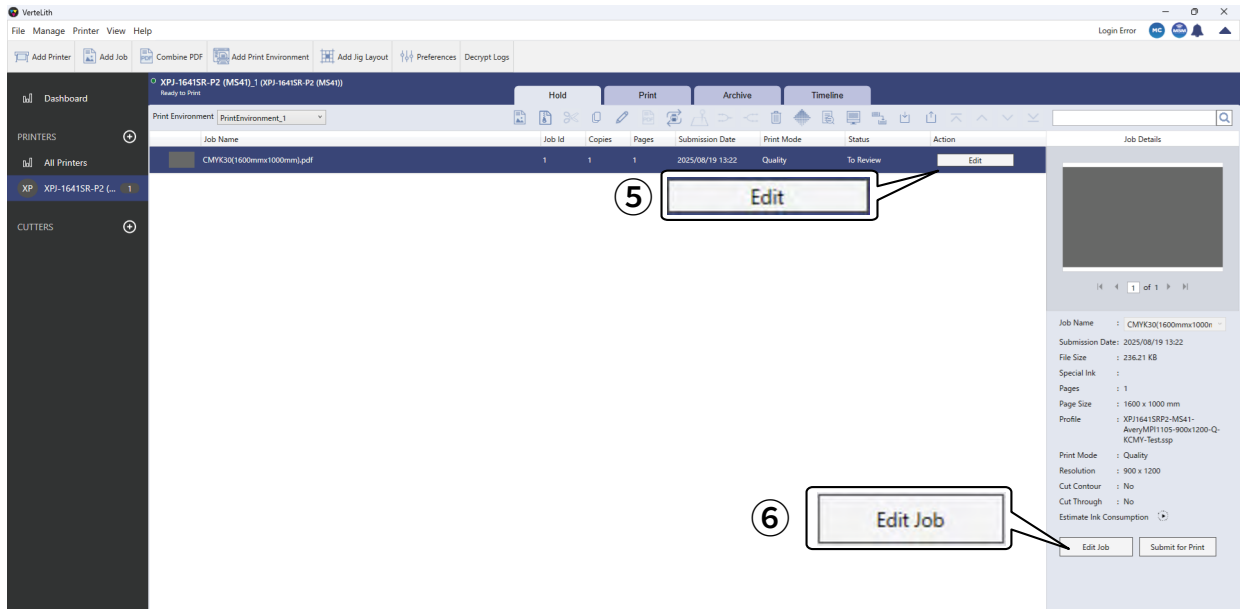 VerteLith
File Manage Printer View Help
Login Error MC MSM
Add Printer Add Job Combine PDF Add Print Environment Add Jig Layout Preferences Decrypt Logs
Dashboard
PRINTERS
All Printers
XP XPJ-1641SR-P2 (... 1
CUTTERS
XPJ-1641SR-P2 (MS41)_1 (XPJ-1641SR-P2 (MS41))
Ready to Print
Hold Print Archive Timeline
Print Environment PrintEnvironment_1
Job Name Job Id Copies Pages Submission Date Print Mode Status Action
CMYK30(1600mmx1000mm).pdf 1 1 1 2025/08/19 13:22 Quality To Review Edit
⑤ Edit
⑥ Edit Job
Job Details
1 of 1
Job Name : CMYK30(1600mmx1000n
Submission Date : 2025/08/19 13:22
File Size : 236.21 KB
Special Ink :
Pages : 1
Page Size : 1600 x 1000 mm
Profile : XPJ1641SRP2-MS41-
AveryMPI1105-900x1200-Q-
KCMY-Test.ssp
Print Mode : Quality
Resolution : 900 x 1200
Cut Contour : No
Cut Through : No
Estimate Ink Consumption
Edit Job Submit for Print